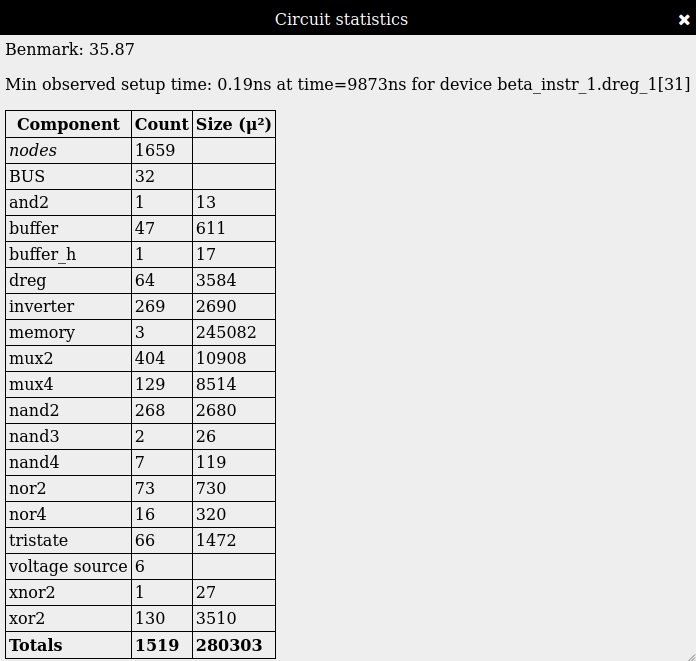 Circuit statistics ✖
Benmark: 35.87
Min observed setup time: 0.19ns at time=9873ns for device beta_instr_1.dreg_1[31]
Component Count Size (μ²)
nodes 1659
BUS 32
and2 1 13
buffer 47 611
buffer_h 1 17
dreg 64 3584
inverter 269 2690
memory 3 245082
mux2 404 10908
mux4 129 8514
nand2 268 2680
nand3 2 26
nand4 7 119
nor2 73 730
nor4 16 320
tristate 66 1472
voltage source 6
xnor2 1 27
xor2 130 3510
Totals 1519 280303